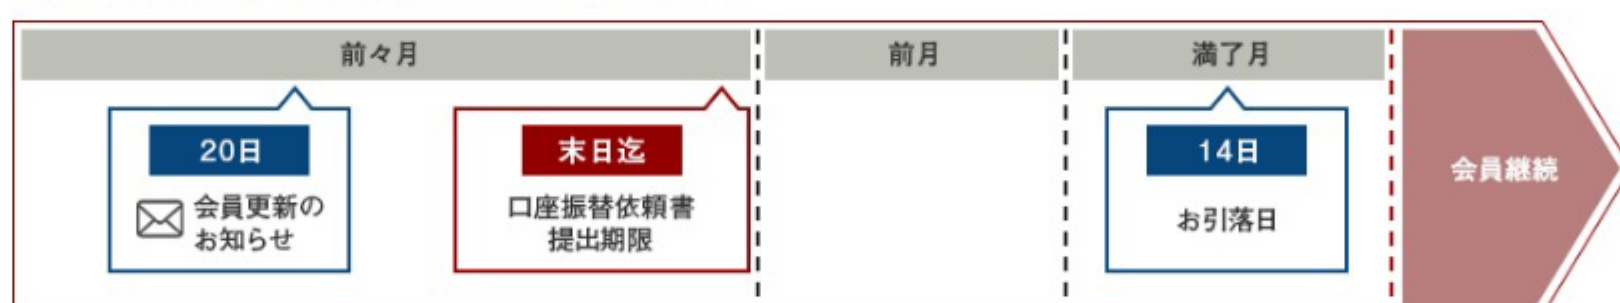 前々月
前月
満了月
20日
会員更新の
お知らせ
末日迄
口座振替依頼書
提出期限
14日
お引落日
会員継続